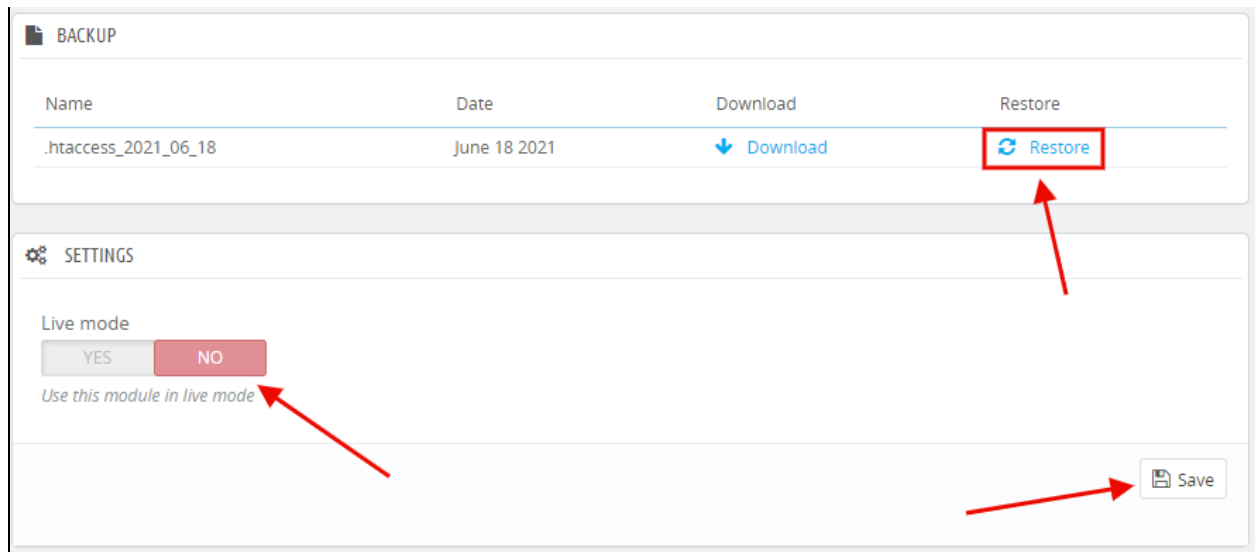 BACKUP
Name Date Download Restore
.htaccess_2021_06_18 June 18 2021 Download Restore
SETTINGS
Live mode
YES NO
Use this module in live mode
Save